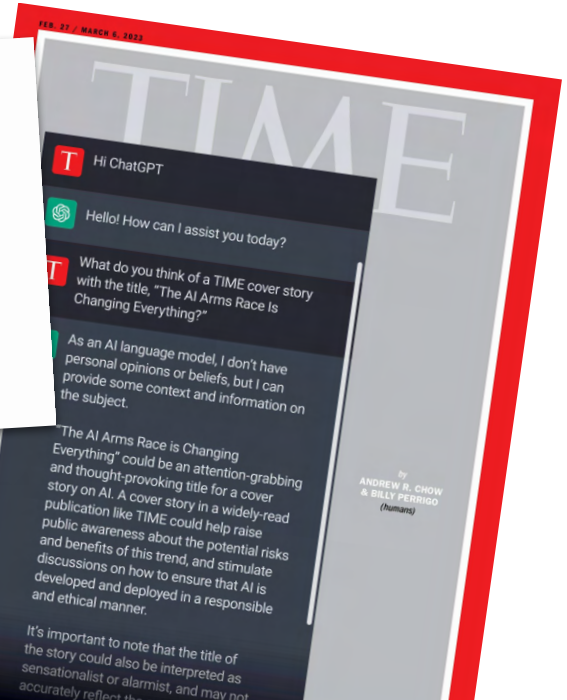 FEB. 27 / MARCH 6, 2023
TIME
T Hi ChatGPT
Hello! How can I assist you today?
T What do you think of a TIME cover story
with the title, “The AI Arms Race Is
Changing Everything?”
As an AI language model, I don’t have
personal opinions or beliefs, but I can
provide some context and information on
the subject.
“The AI Arms Race is Changing
Everything” could be an attention-grabbing
and thought-provoking title for a cover
story on AI. A cover story in a widely-read
publication like TIME could help raise
public awareness about the potential risks
and benefits of this trend, and stimulate
discussions on how to ensure that AI is
developed and deployed in a responsible
and ethical manner.
It’s important to note that the title of
the story could also be interpreted as
sensationalist or alarmist, and may not
accurately reflect the
by
ANDREW R. CHOW
& BILLY PERRIGO
(humans)